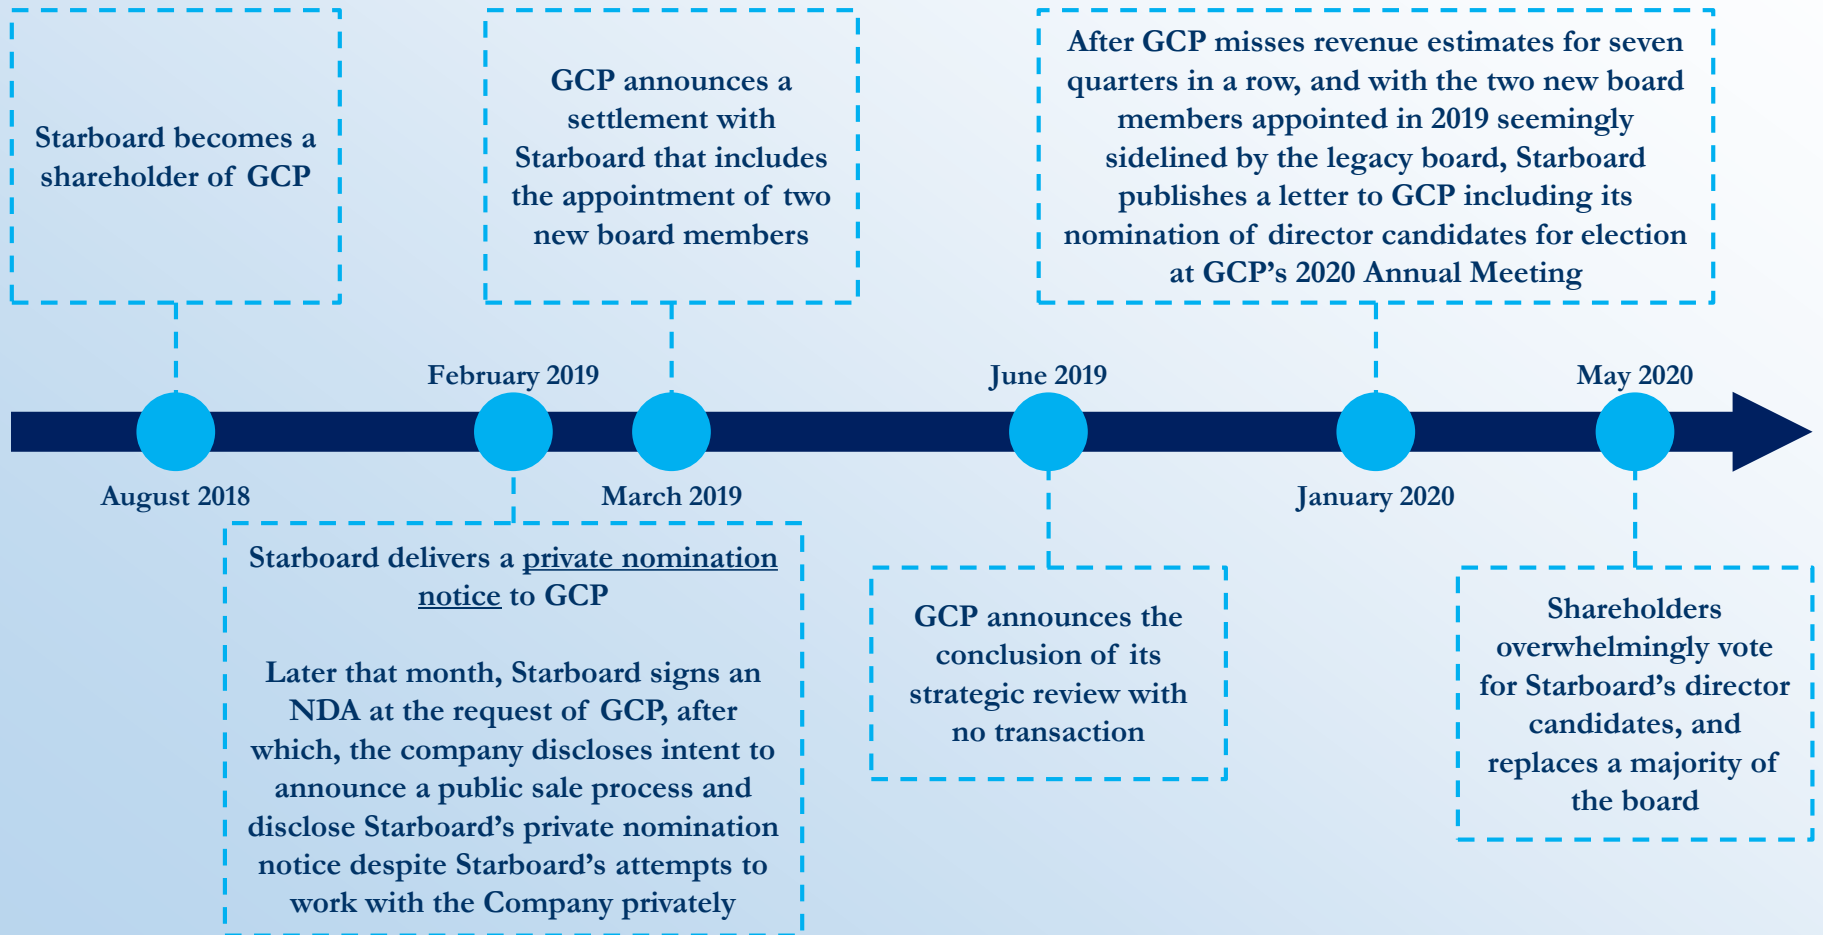 Starboard becomes a
shareholder of GCP
August 2018
February 2019
Starboard delivers a private nomination
notice to GCP
Later that month, Starboard signs an
NDA at the request of GCP, after
which, the company discloses intent to
announce a public sale process and
disclose Starboard's private nomination
notice despite Starboard's attempts to
work with the Company privately
GCP announces a
settlement with
Starboard that includes
the appointment of two
new board members
March 2019
June 2019
GCP announces the
conclusion of its
strategic review with
no transaction
After GCP misses revenue estimates for seven
quarters in a row, and with the two new board
members appointed in 2019 seemingly
sidelined by the legacy board, Starboard
publishes a letter to GCP including its
nomination of director candidates for election
at GCP’s 2020 Annual Meeting
January 2020
May 2020
Shareholders
overwhelmingly vote
for Starboard’s director
candidates, and
replaces a majority of
the board